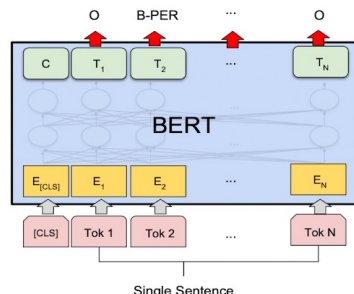 O B-PER ... O
C T1 T2 ... TN
BERT
E[CLS] E1 E2 ... EN
[CLS] Tok 1 Tok 2 ... Tok N
Single Sentence